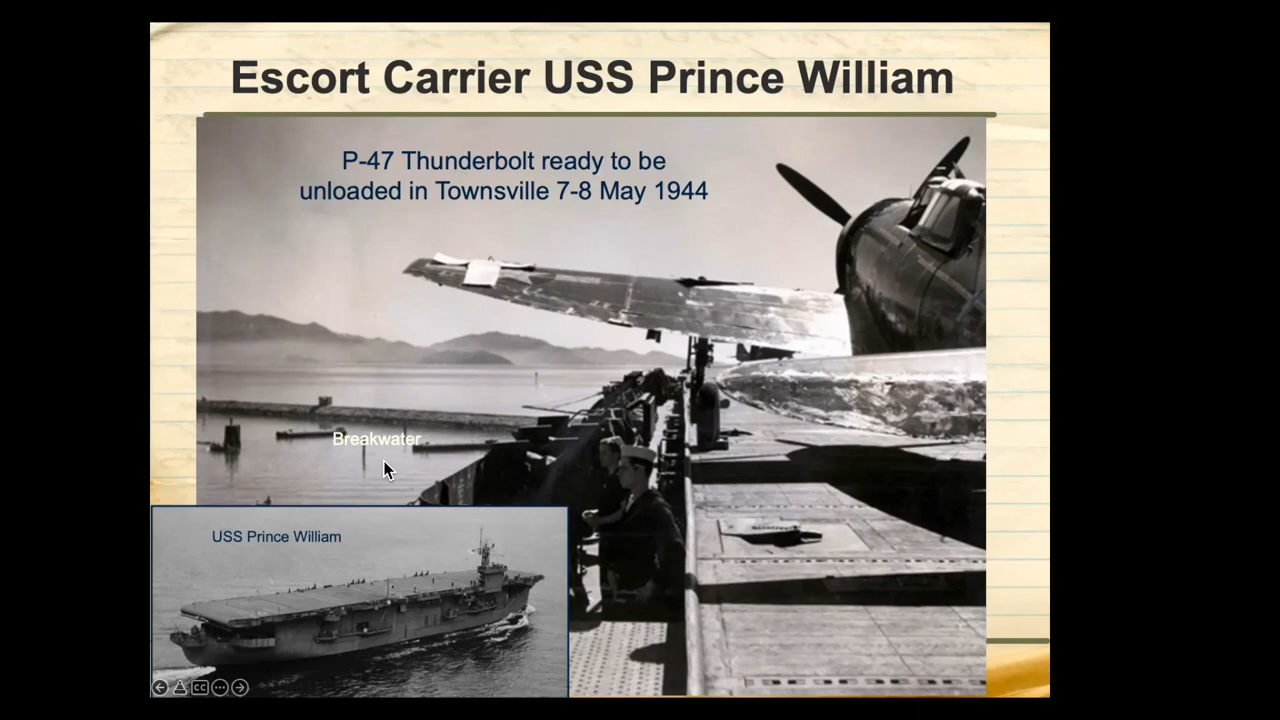 Escort Carrier USS Prince William
P-47 Thunderbolt ready to be
unloaded in Townsville 7-8 May 1944
Breakwater
USS Prince William
CC